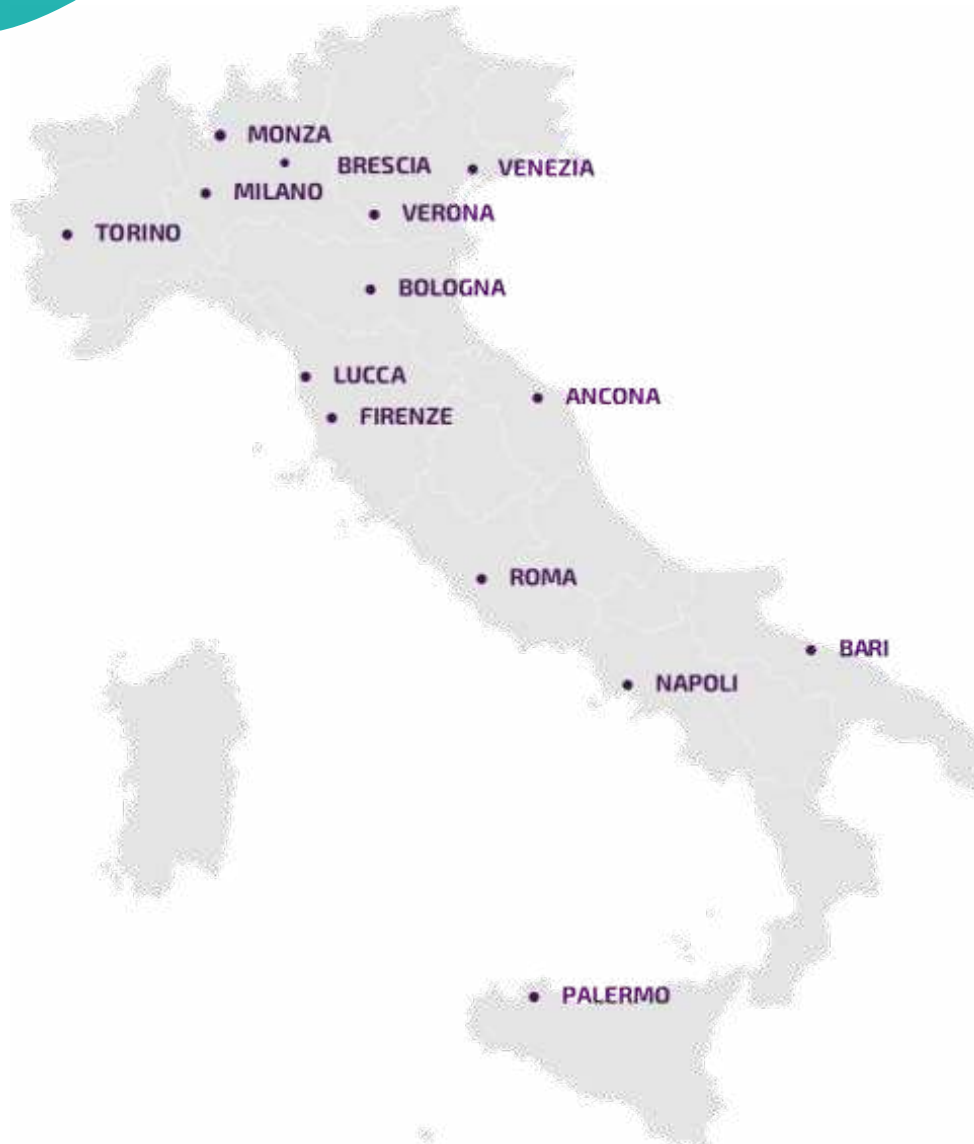 MONZA
BRESCIA
VENEZIA
MILANO
VERONA
TORINO
BOLOGNA
LUCCA
ANCONA
FIRENZE
ROMA
BARI
NAPOLI
PALERMO